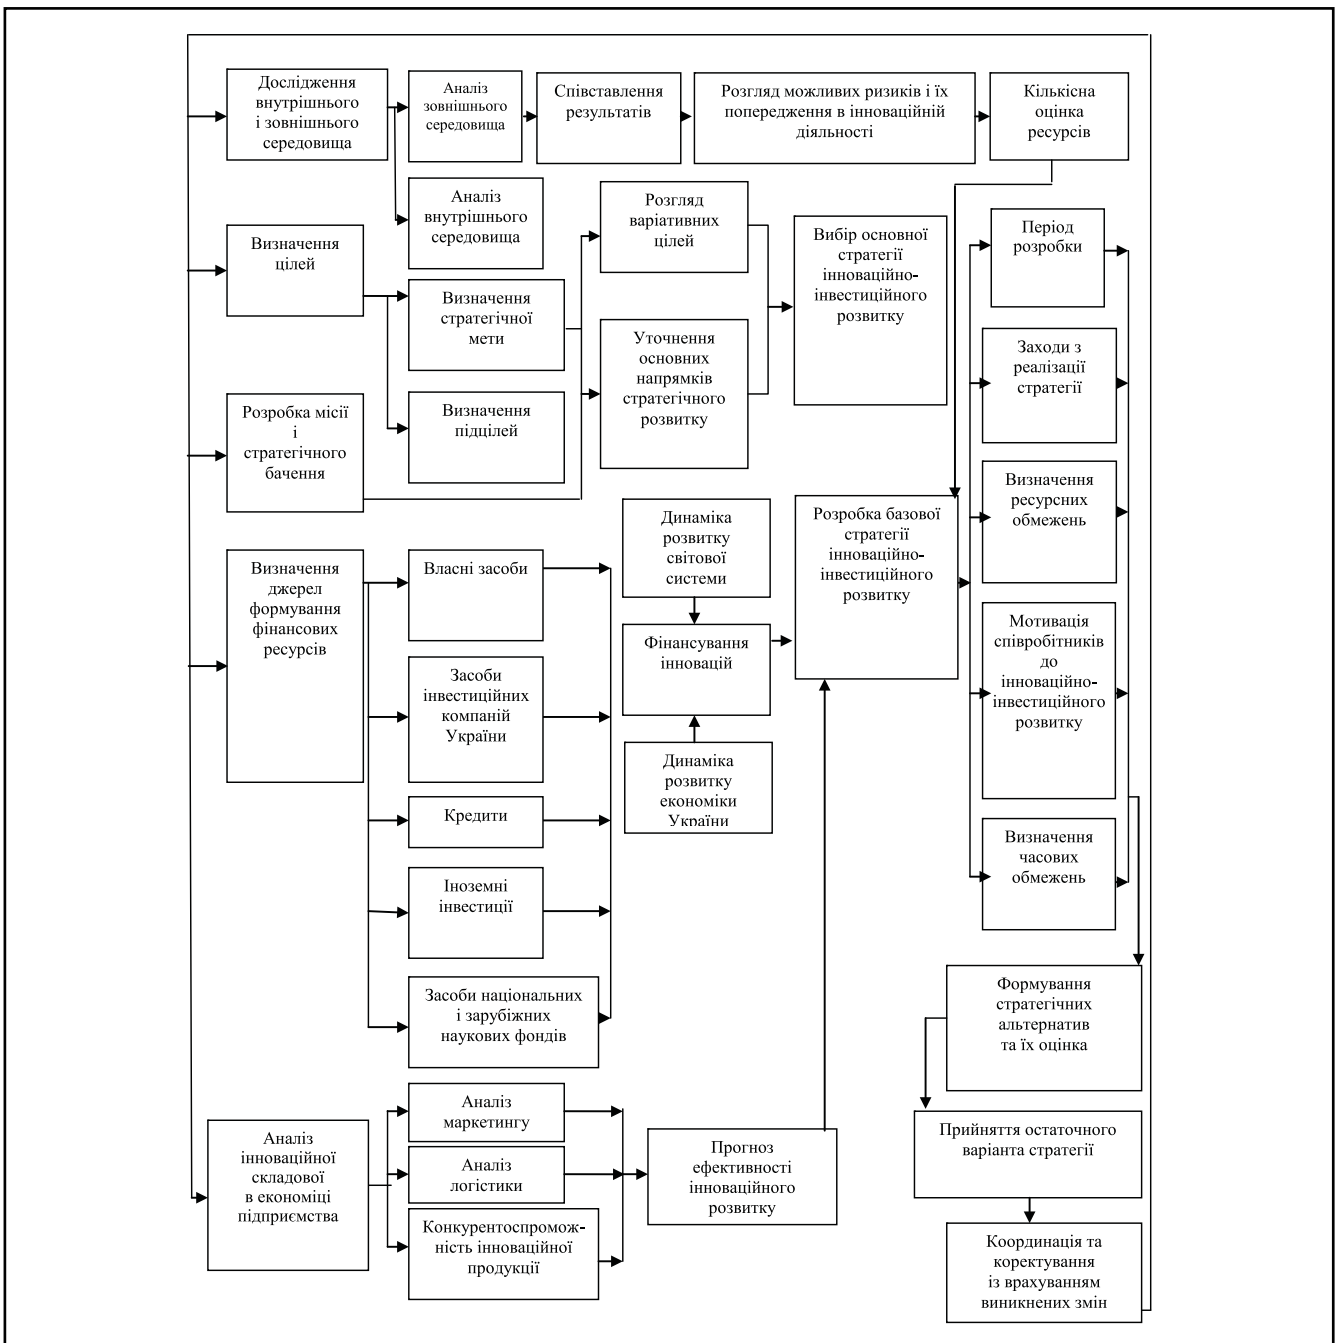 Дослідження
внутрішнього
і зовнішнього
середовища
Аналіз
зовнішнього
середовища
Співставлення
результатів
Розгляд можливих ризиків і їх
попередження в інноваційній
діяльності
Кількісна
оцінка
ресурсів
Аналіз
внутрішнього
середовища
Розгляд
варіативних
цілей
Вибір основної
стратегії
інноваційно-
інвестиційного
розвитку
Період
розробки
Визначення
цілей
Визначення
стратегічної
мети
Уточнення
основних
напрямків
стратегічного
розвитку
Заходи з
реалізації
стратегії
Розробка місії
і
стратегічного
бачення
Визначення
підцілей
Визначення
ресурсних
обмежень
Динаміка
розвитку
світової
системи
Розробка базової
стратегії
інноваційно-
інвестиційного
розвитку
Визначення
джерел
формування
фінансових
ресурсів
Власні засоби
Фінансування
інновацій
Мотивація
співробітників
до
інноваційно-
інвестиційного
розвитку
Засоби
інвестиційних
компаній
України
Динаміка
розвитку
економіки
України
Кредити
Визначення
часових
обмежень
Іноземні
інвестиції
Засоби національних
і зарубіжних
наукових фондів
Формування
стратегічних
альтернатив
та їх оцінка
Аналіз
маркетингу
Аналіз
інноваційної
складової
в економіці
підприємства
Аналіз
логістики
Прогноз
ефективності
інноваційного
розвитку
Прийняття остаточного
варіанта стратегії
Конкурентоспромож-
ність інноваційної
продукції
Координація та
коректування
із врахуванням
виникнених змін